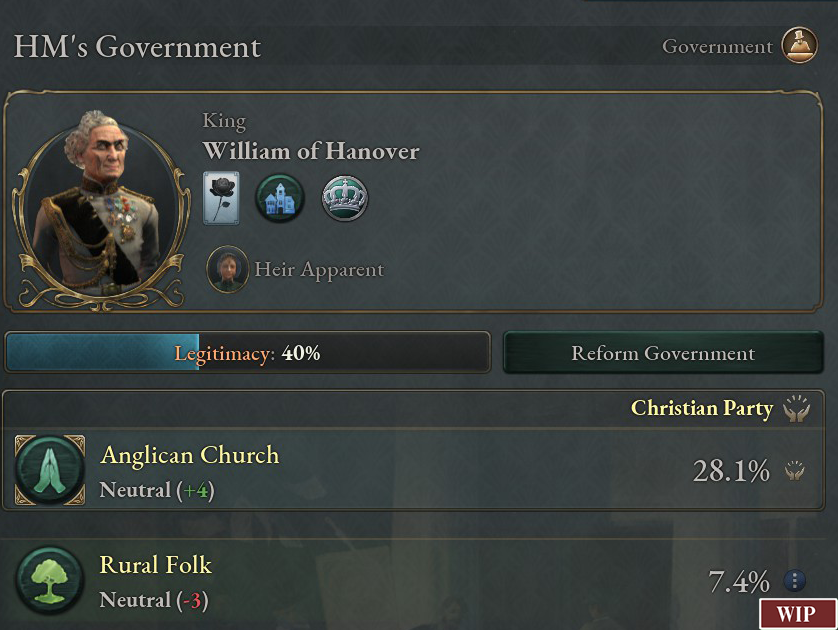 HM's Government
Government
King
William of Hanover
Heir Apparent
Legitimacy: 40%
Reform Government
Christian Party
Anglican Church
28.1%
Neutral (+4)
Rural Folk
7.4%
Neutral (-3)
WIP